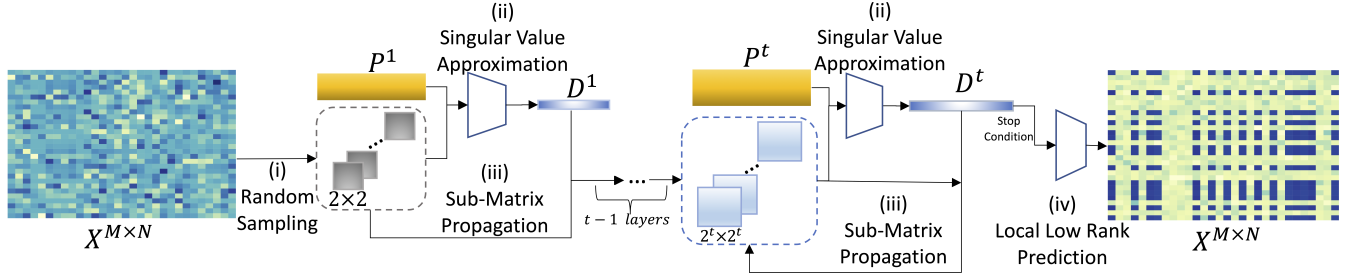 X^{M×N}
(i)
Random
Sampling
P^1
2×2
(ii)
Singular Value
Approximation
D^1
(iii)
Sub-Matrix
Propagation
...
t − 1 layers
P^t
2^t×2^t
(ii)
Singular Value
Approximation
D^t
Stop
Condition
(iii)
Sub-Matrix
Propagation
(iv)
Local Low Rank
Prediction
X^{M×N}